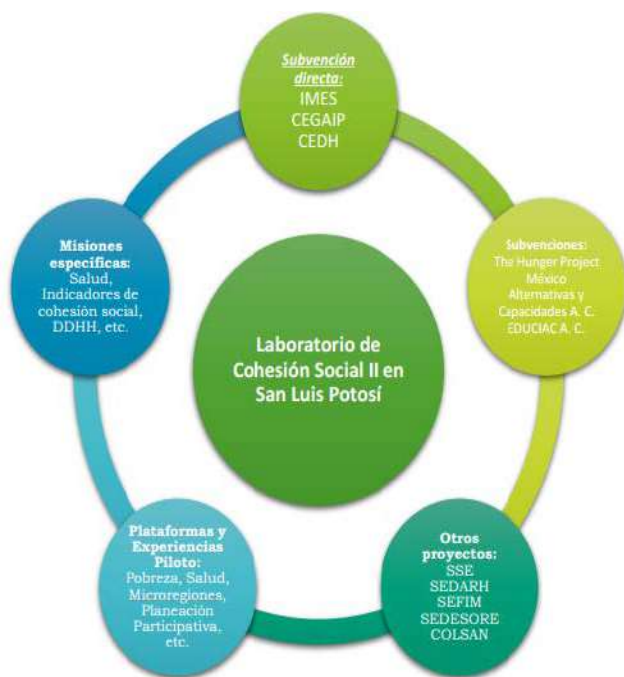 Subvención
directa:
IMES
CEGAIP
CEDH
Subvenciones:
The Hunger Project
México
Alternativas y
Capacidades A. C.
EDUCIAC A. C.
Otros
proyectos:
SSE
SEDARH
SEFIM
SEDESORE
COLSAN
Plataformas y
Experiencias
Piloto:
Pobreza, Salud,
Microregiones,
Planeación
Participativa,
etc.
Misiones
específicas:
Salud,
Indicadores de
cohesión social,
DDHH, etc.
Laboratorio de
Cohesión Social II en
San Luis Potosí